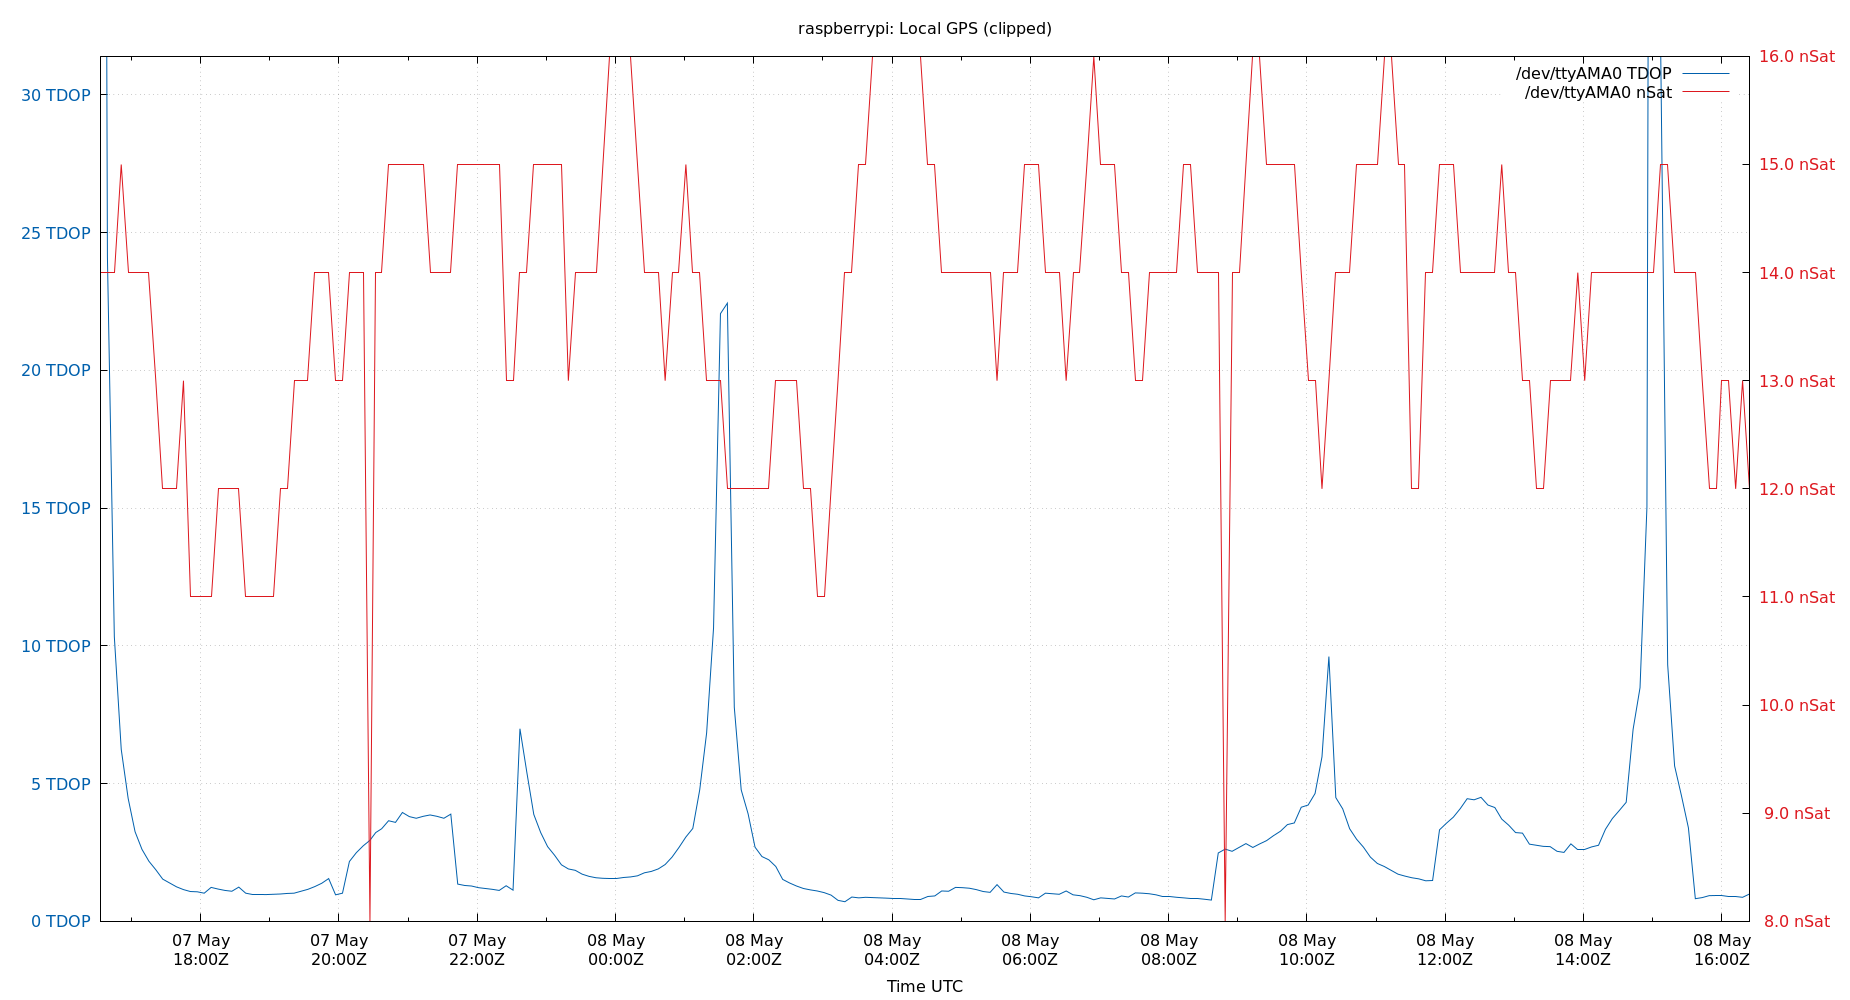 raspberrypi: Local GPS (clipped)
/dev/ttyAMA0 TDOP
/dev/ttyAMA0 nSat
30 TDOP
25 TDOP
20 TDOP
15 TDOP
10 TDOP
5 TDOP
0 TDOP
16.0 nSat
15.0 nSat
14.0 nSat
13.0 nSat
12.0 nSat
11.0 nSat
10.0 nSat
9.0 nSat
8.0 nSat
07 May
18:00Z
07 May
20:00Z
07 May
22:00Z
08 May
00:00Z
08 May
02:00Z
08 May
04:00Z
08 May
06:00Z
08 May
08:00Z
08 May
10:00Z
08 May
12:00Z
08 May
14:00Z
08 May
16:00Z
Time UTC